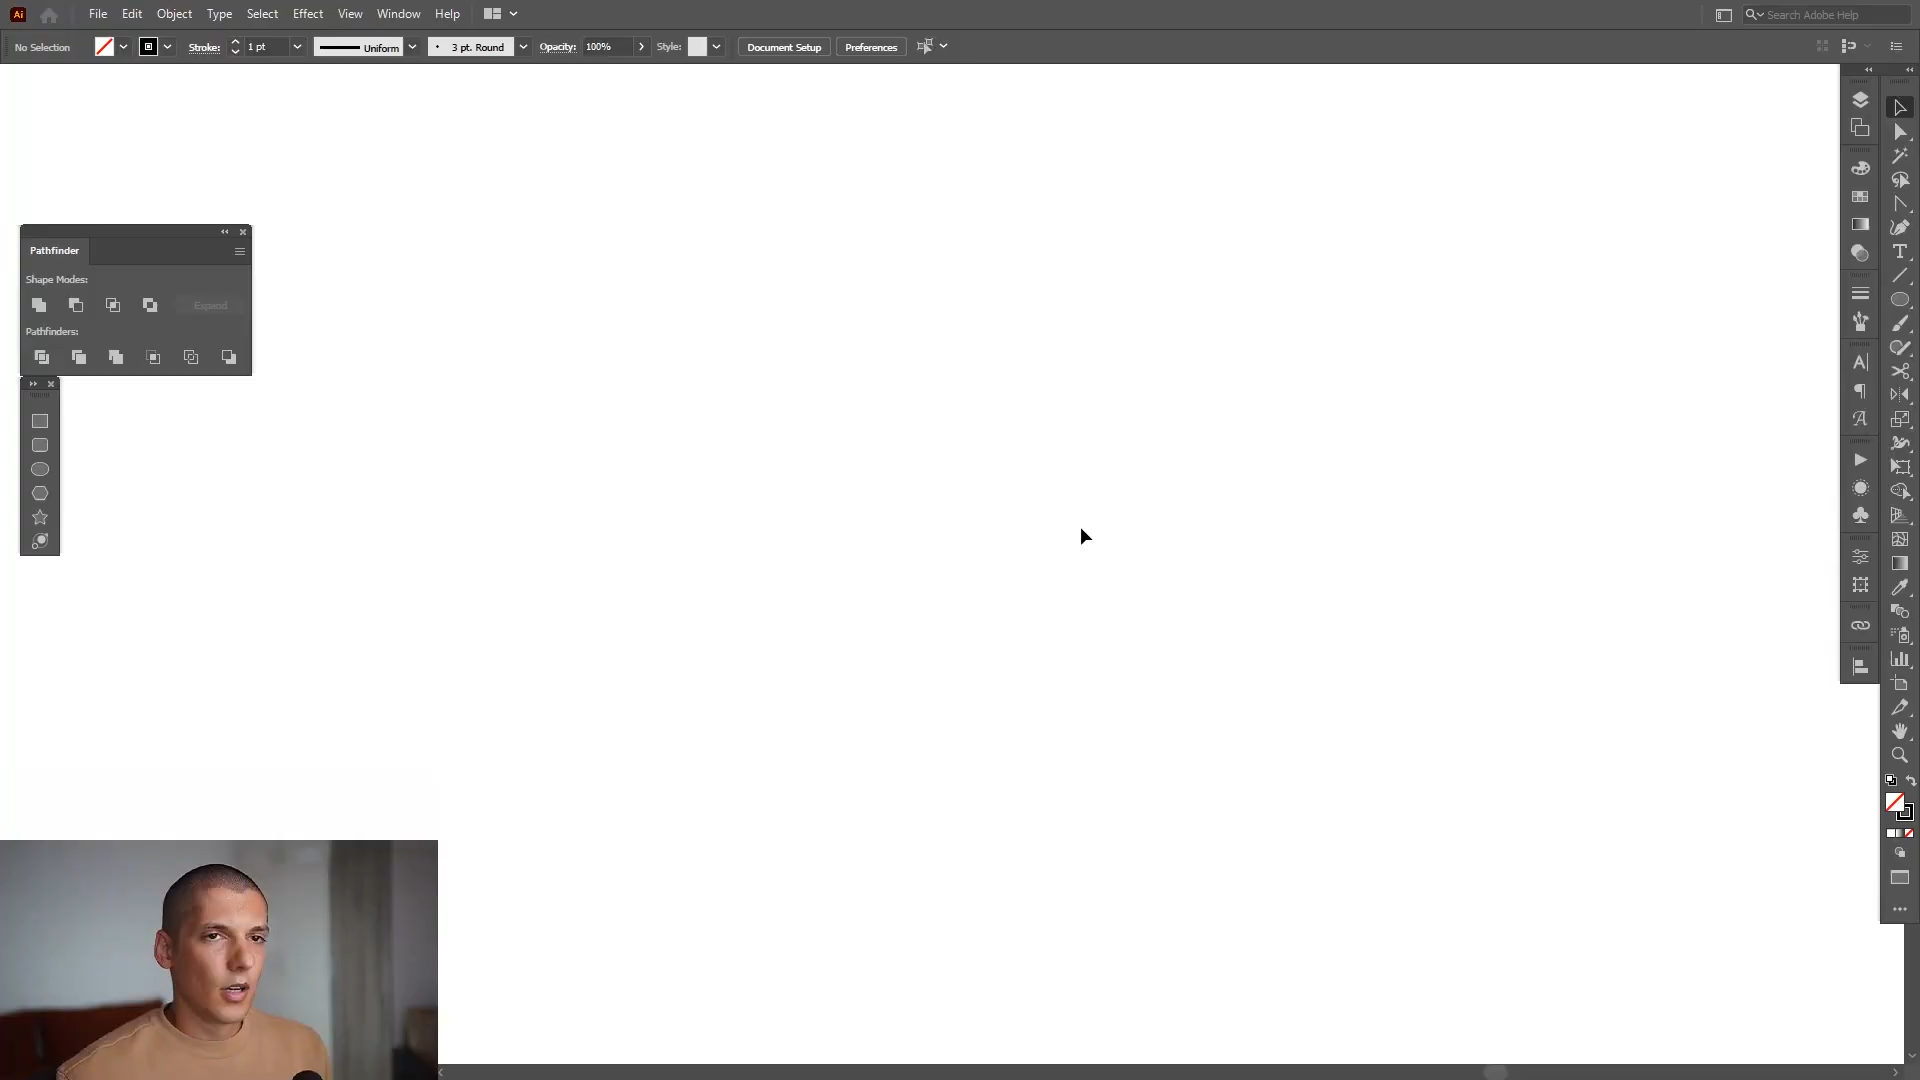 Ai File Edit Object Type Select Effect View Window Help Search Adobe Help
No Selection Stroke: 1 pt Uniform 3 pt. Round Opacity: 100% Style: Document Setup Preferences
Pathfinder
Shape Modes:
Expand
Pathfinders: